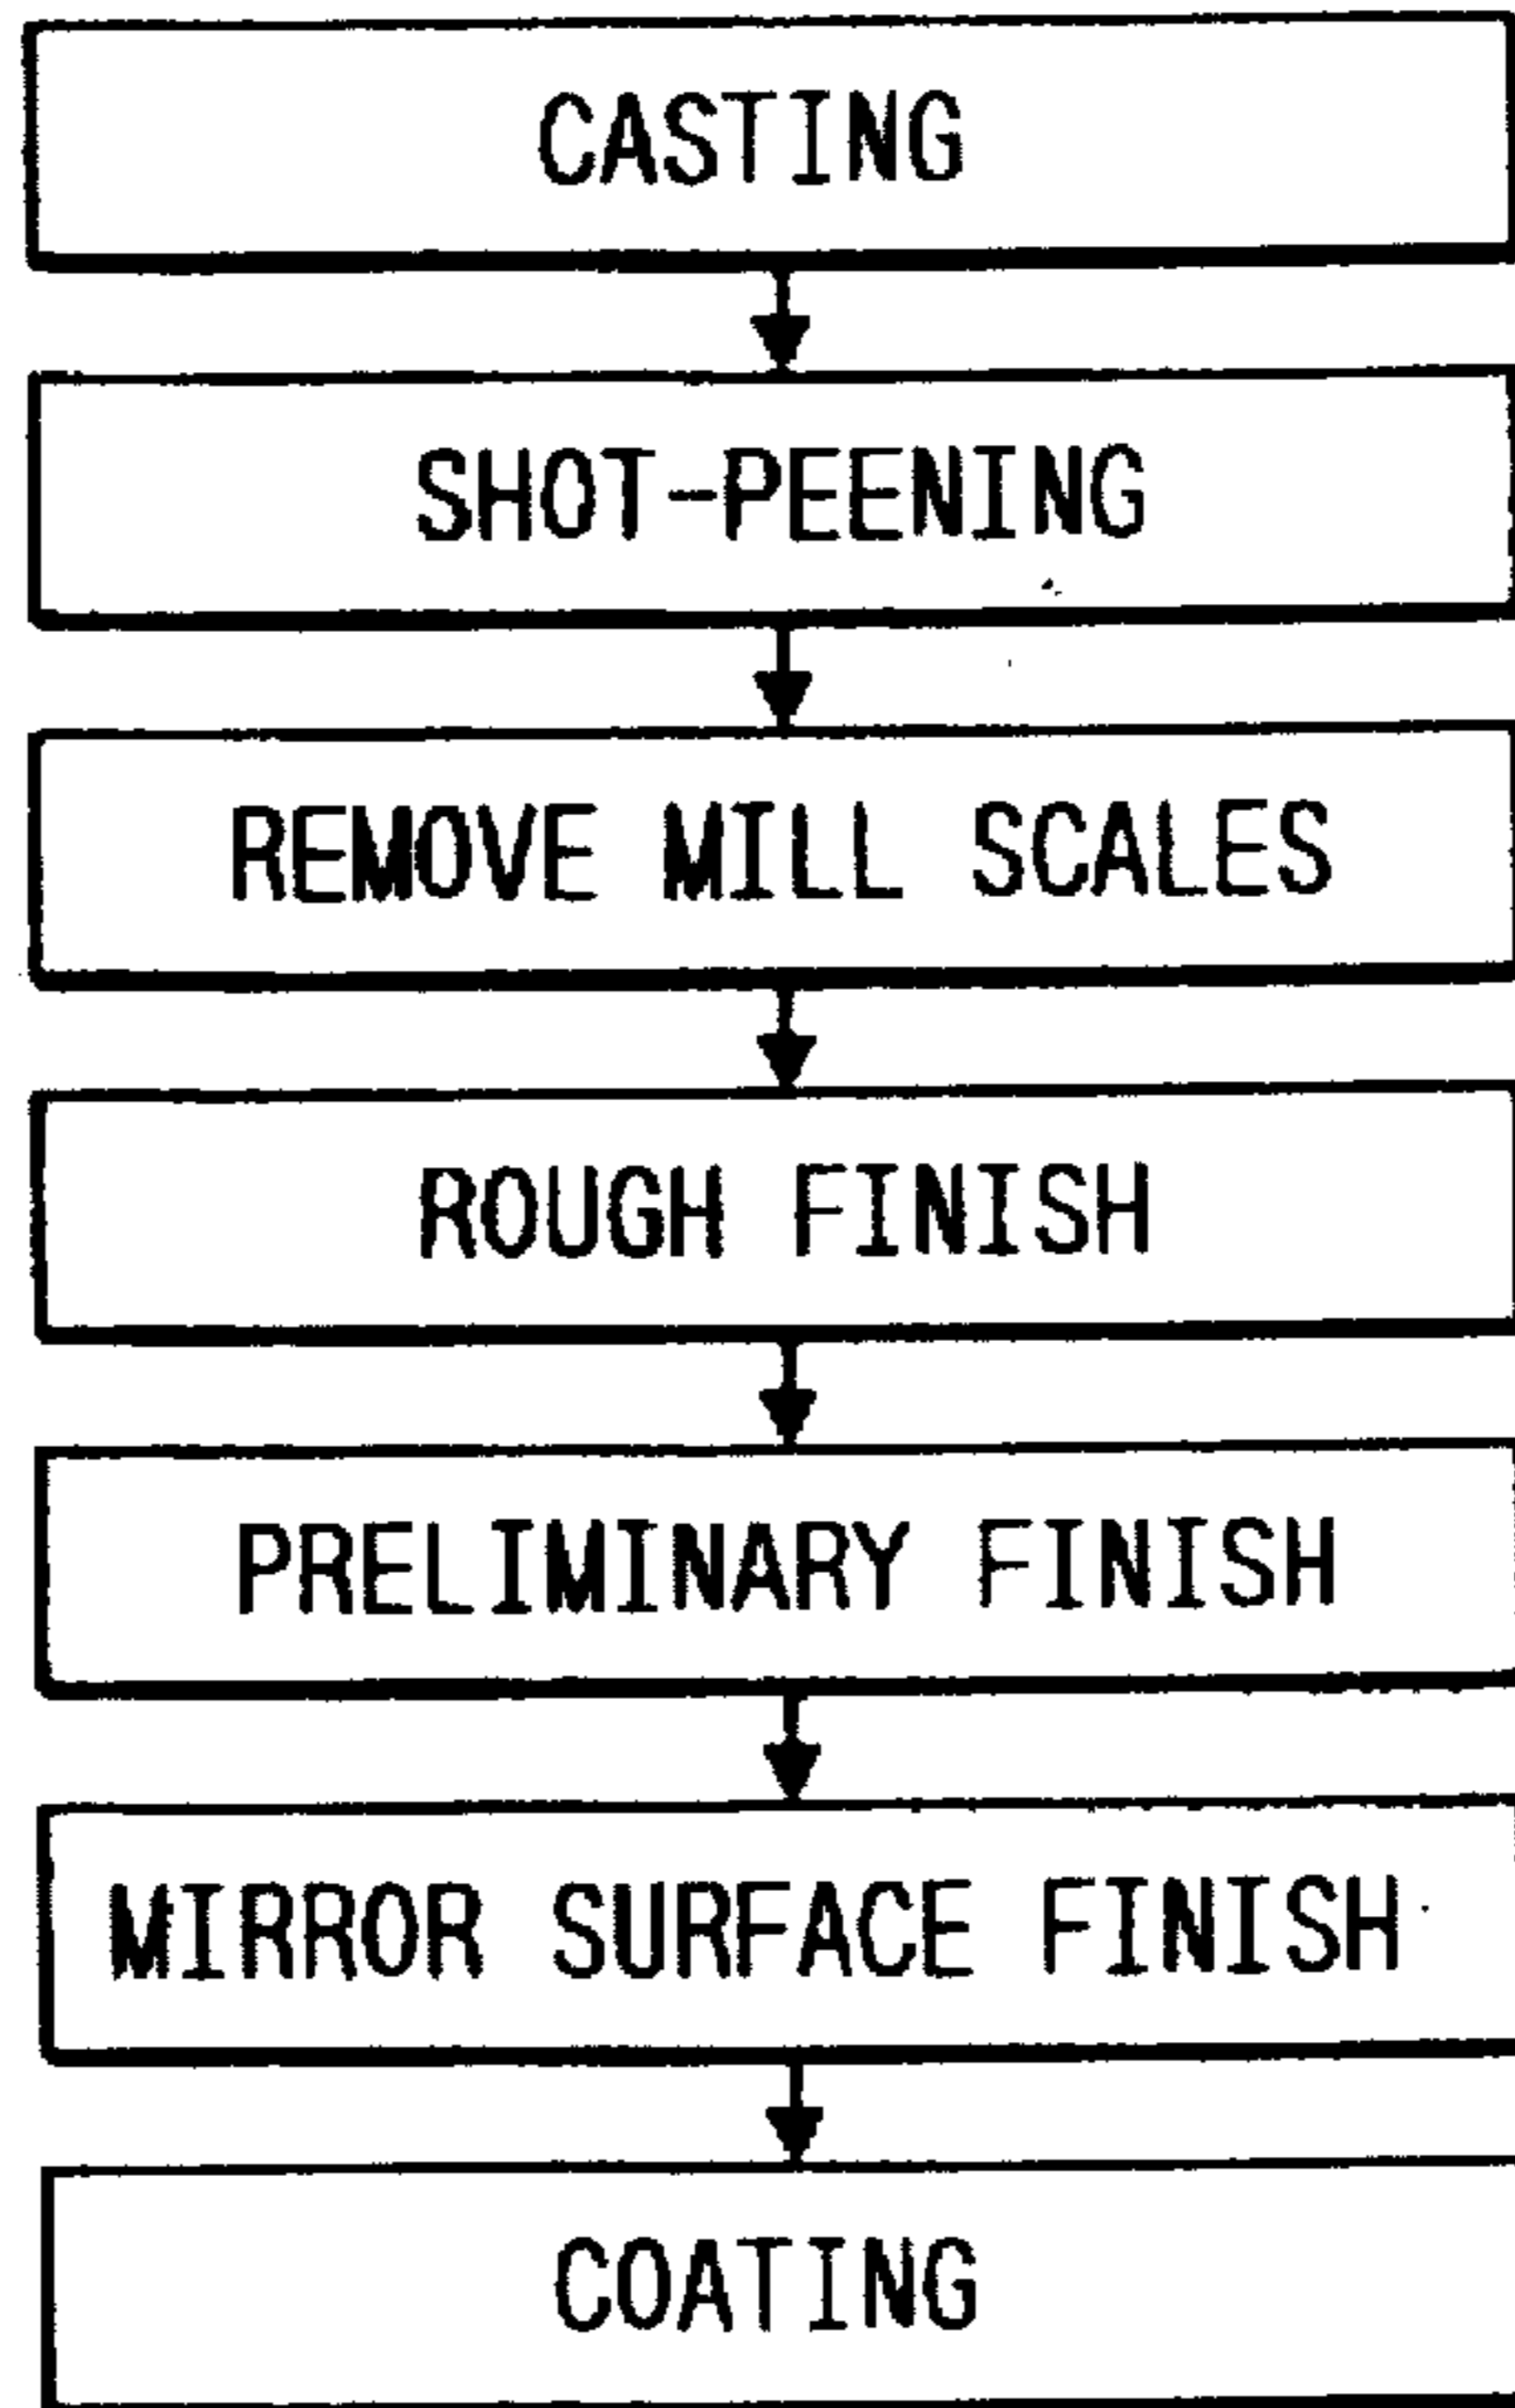 CASTING
SHOT-PEENING
REMOVE MILL SCALES
ROUGH FINISH
PRELIMINARY FINISH
MIRROR SURFACE FINISH
COATING